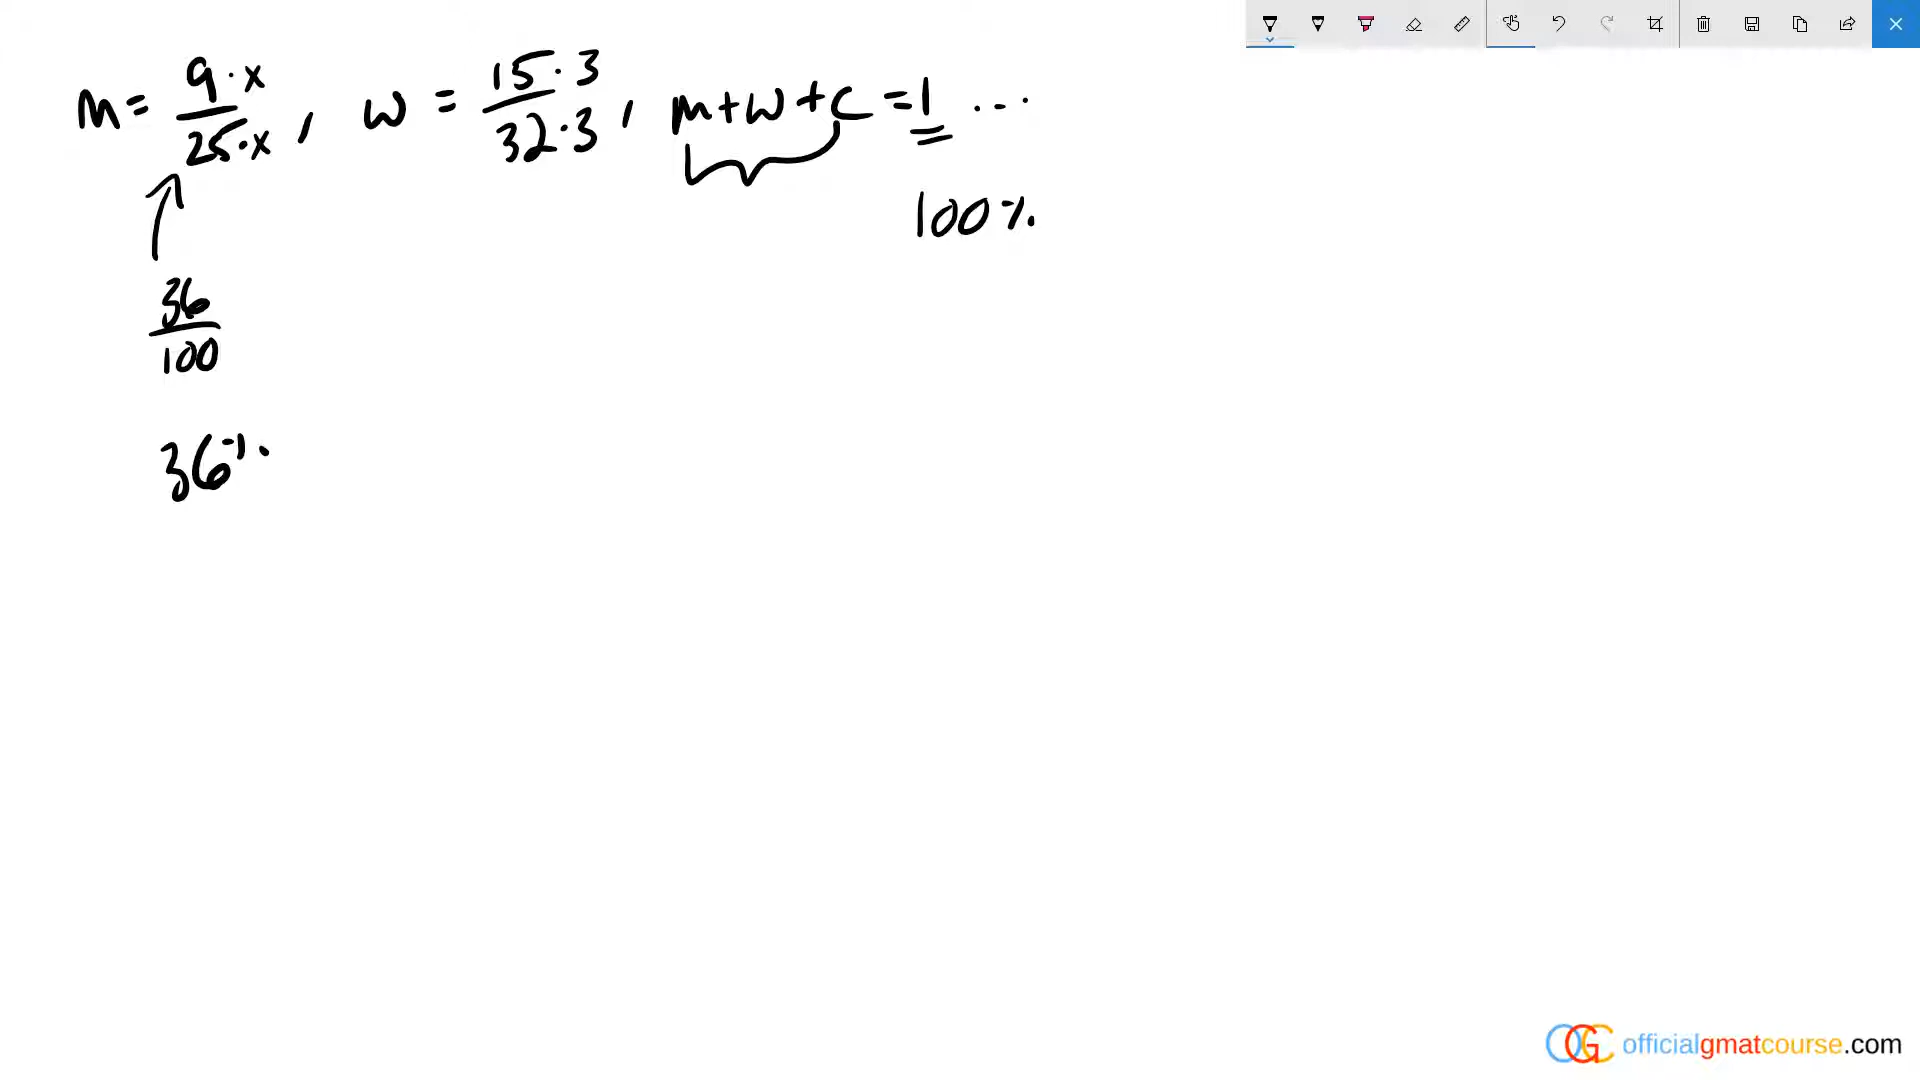 m = 9·x / 25·x , w = 15·3 / 32·3 , m+w+c = 1 ...
100%
36 / 100
36%
officialgmatcourse.com